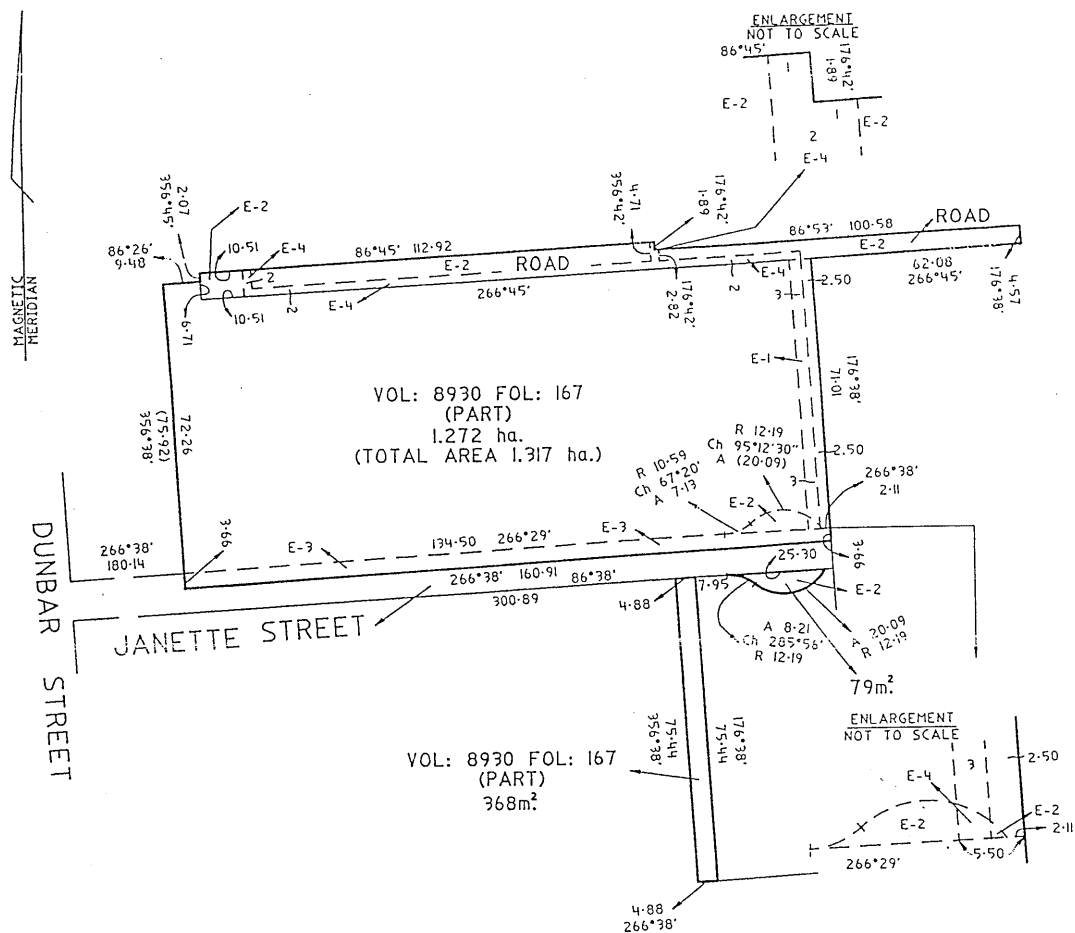 ENLARGEMENT
NOT TO SCALE
86°45'
176°42'
1·89
E-2
2
E-4
E-2
MAGNETIC
MERIDIAN
2·07
356°45'
E-2
86°26'
9·48
10·51
E-4
2
86°45' 112·92
E-2
ROAD
4·71
356°42'
176°42'
1·89
86°53' 100·58
ROAD
E-2
62·08
266°45'
4·57
176°38'
6·71
10·51
2
E-4
266°45'
2·82
176°42'
2
E-4
3
2·50
E-1
176°38'
71·01
VOL: 8930 FOL: 167
(PART)
1.272 ha.
(TOTAL AREA 1.317 ha.)
72·26
(75·92)
356°38'
R 12·19
Ch 95°12'30"
A (20·09)
R 10·59
Ch 67°20'
A 7·13
2·50
3
266°38'
2·11
E-2
3·66
E-3
134·50 266°29'
E-3
DUNBAR STREET
266°38'
180·14
266°38' 160·91 86°38'
300·89
25·30
3·66
JANETTE STREET
4·88
7·95
E-2
A 8·21
Ch 285°56'
R 12·19
A 20·09
R 12·19
79m².
75·44
356°38'
176°38'
75·44
VOL: 8930 FOL: 167
(PART)
368m².
4·88
266°38'
ENLARGEMENT
NOT TO SCALE
E-4
3
2·50
E-2
E-2
2·11
5·50
266°29'